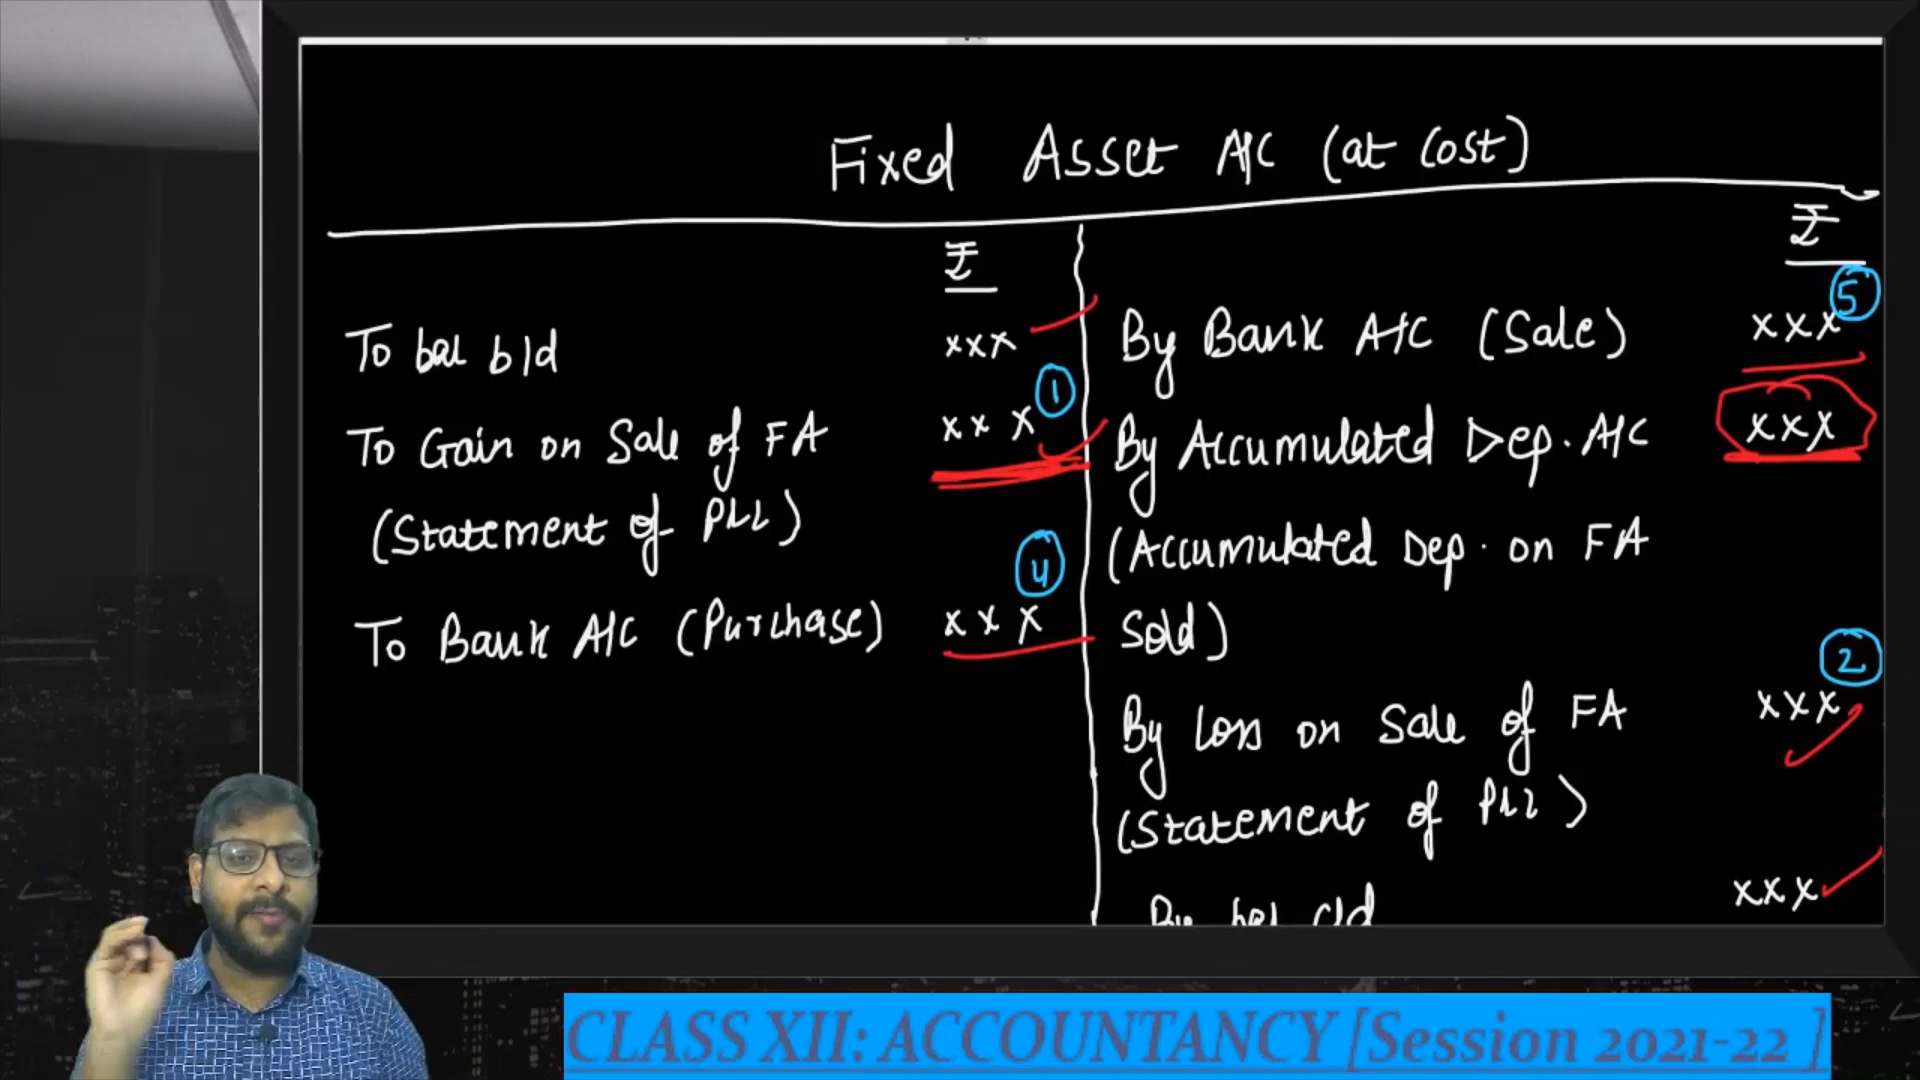 Fixed Asset A/C (at Cost)
₹
To bal b/d xxx
To Gain on Sale of FA xxx ①
(Statement of P&L)
To Bank A/C (Purchase) xxx ④
₹
By Bank A/C (Sale) xxx ⑤
By Accumulated Dep. A/C xxx
(Accumulated Dep. on FA
Sold)
By Loss on Sale of FA xxx ②
(Statement of P&L)
By bal c/d xxx
CLASS XII: ACCOUNTANCY [Session 2021-22 ]